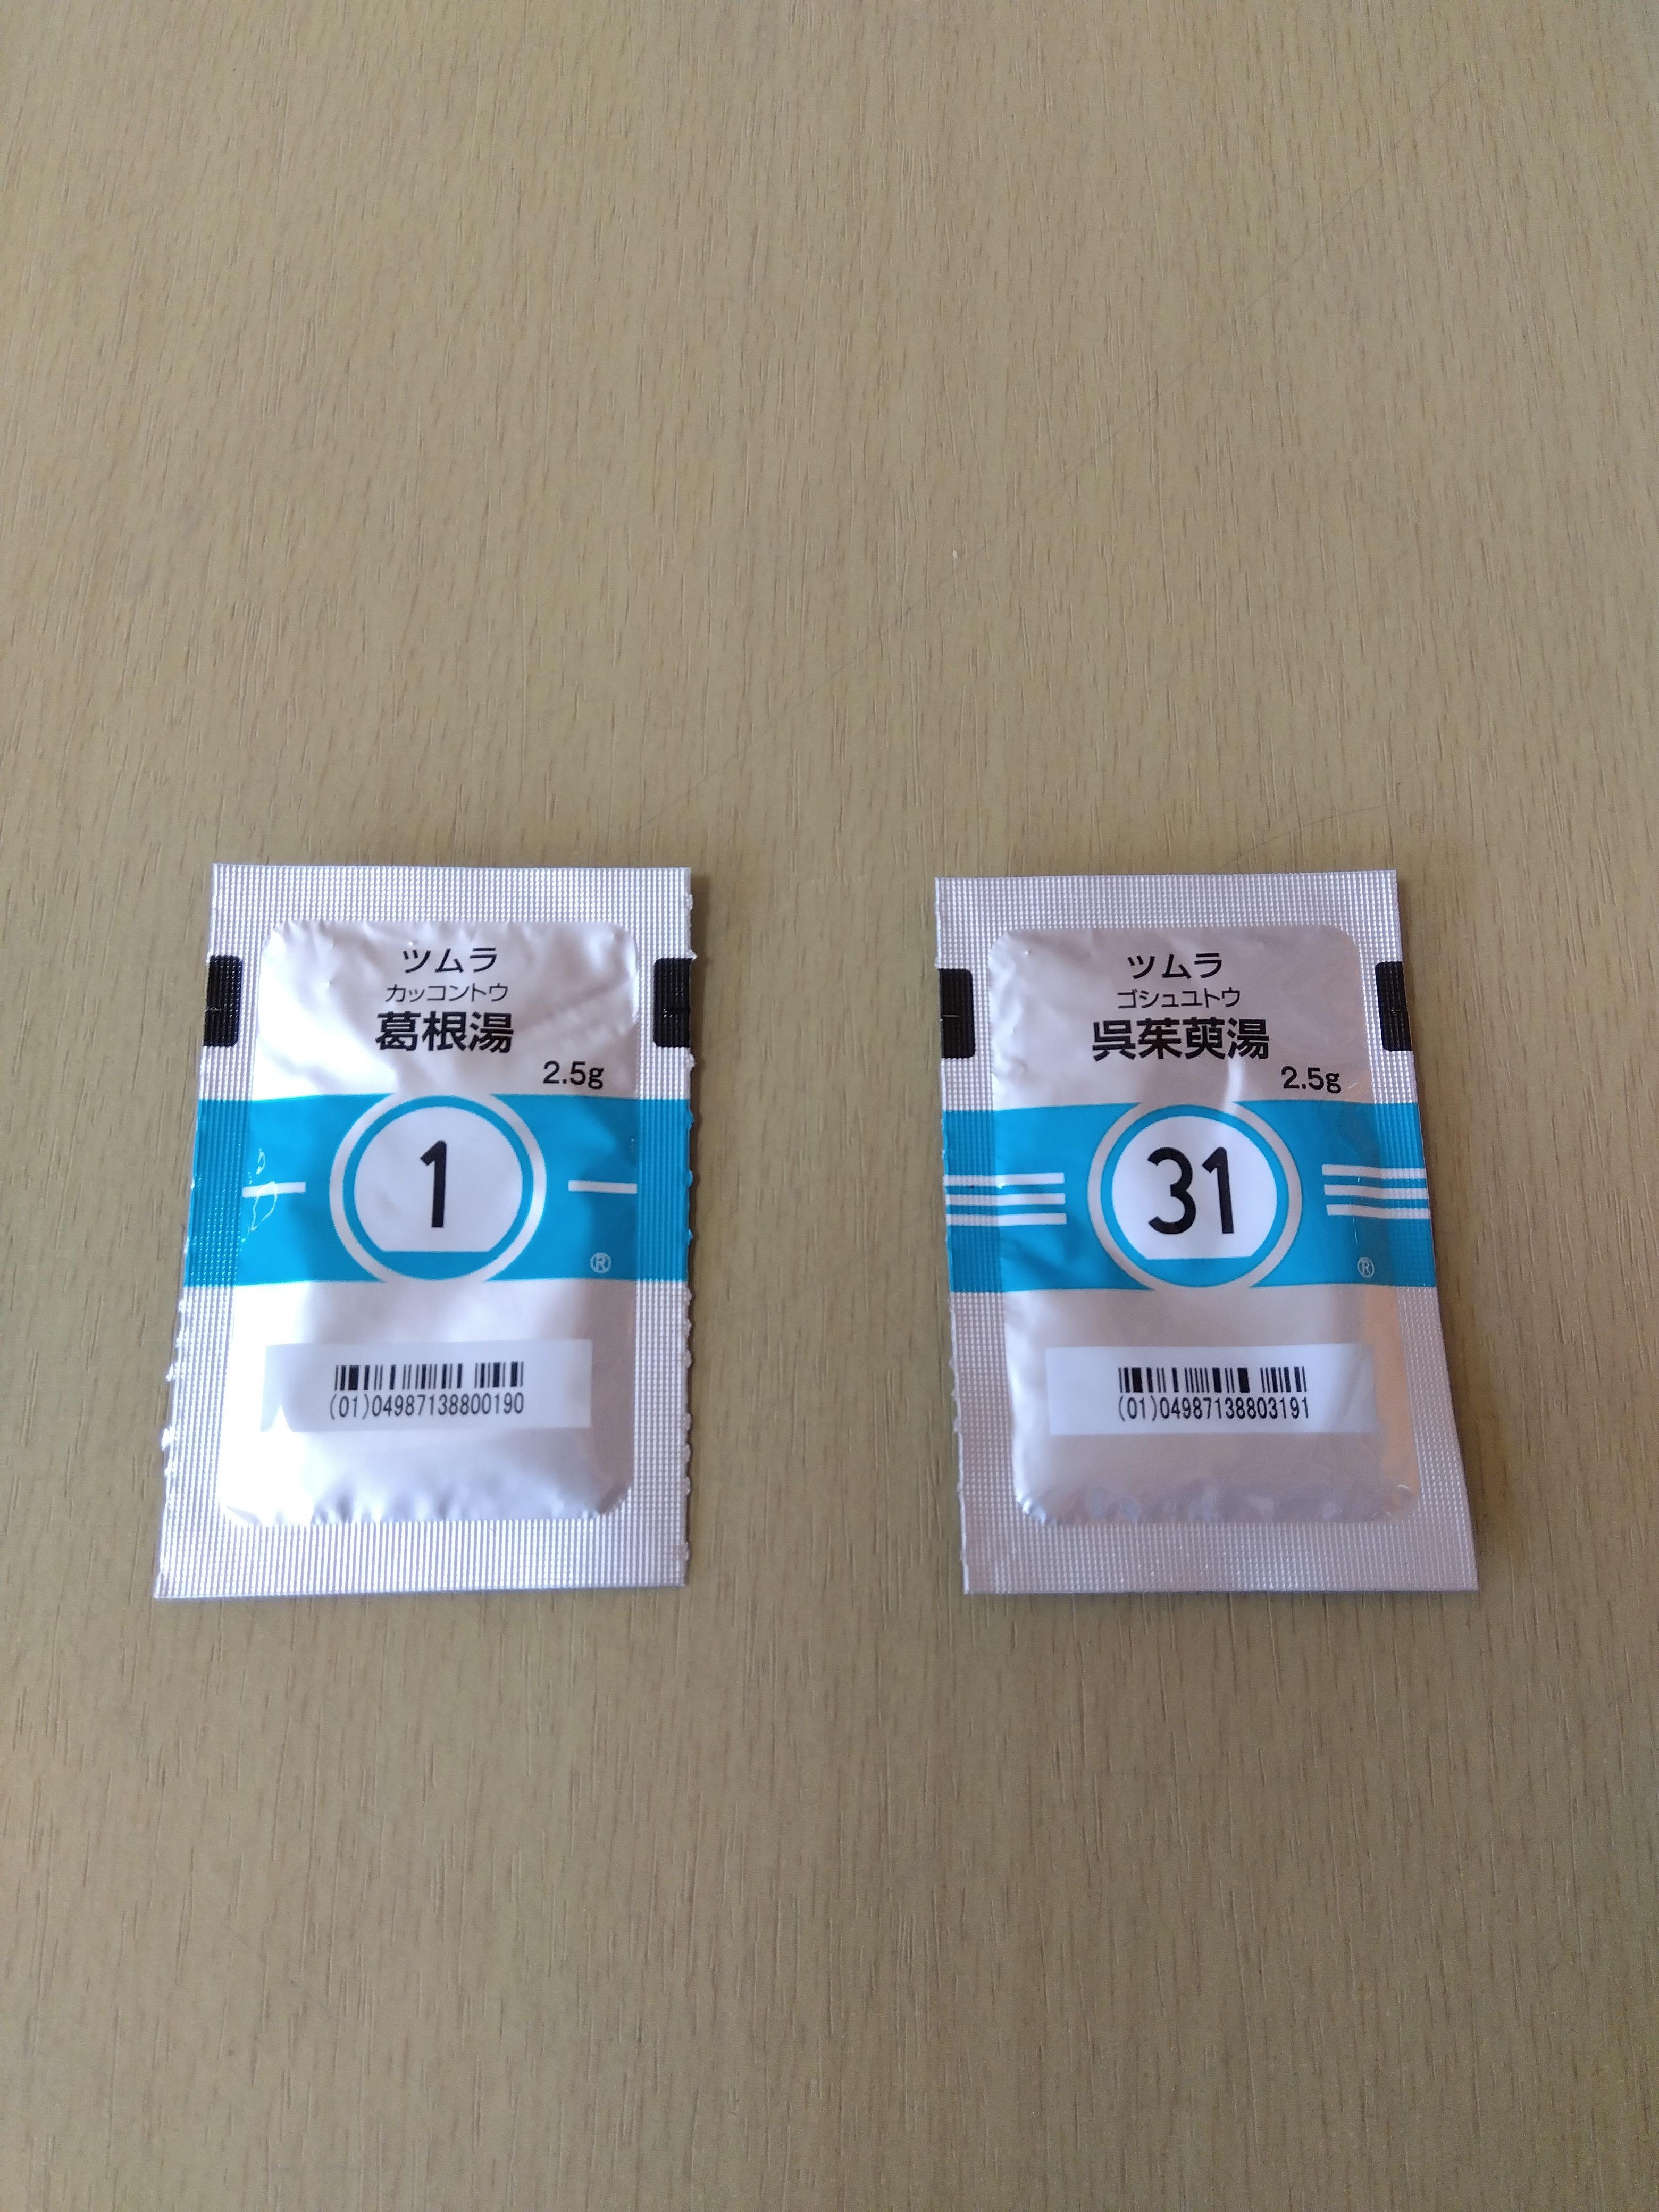 ツムラ
カッコントウ
葛根湯
2.5g
1
®
(01)04987138800190
ツムラ
ゴシュユトウ
呉茱萸湯
2.5g
31
®
(01)04987138803191